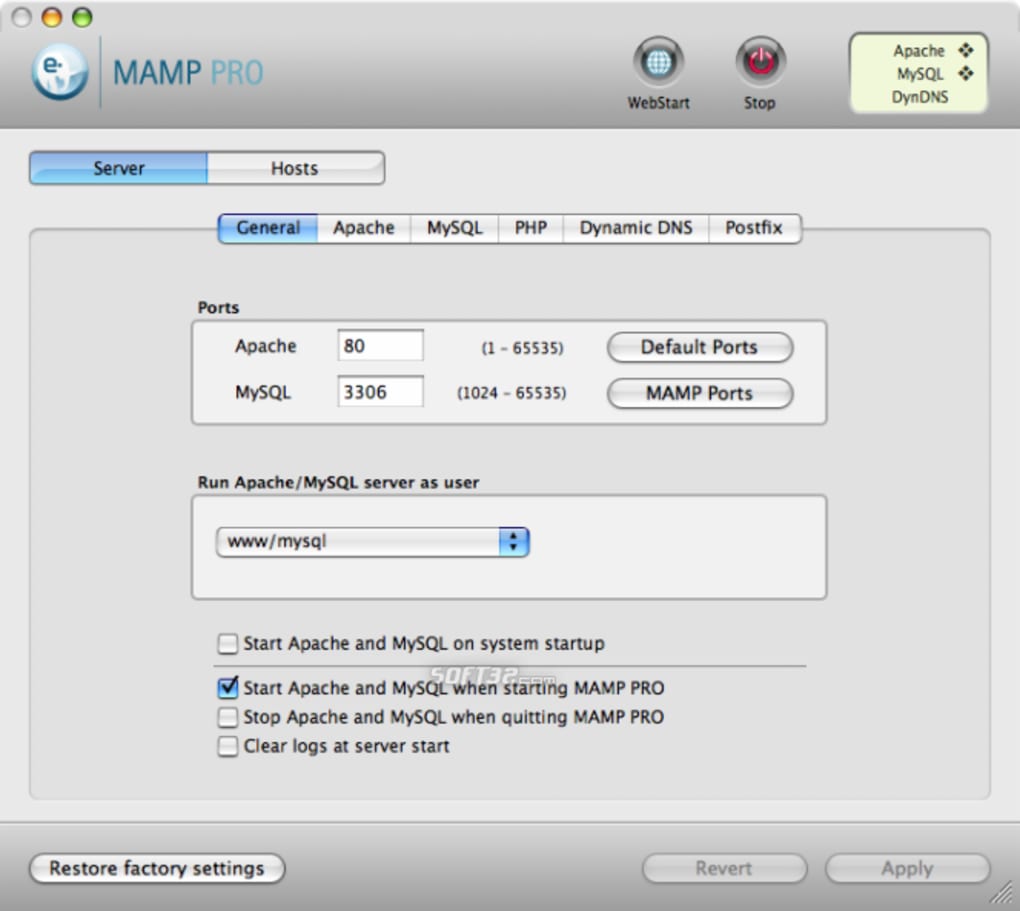 e·
MAMP PRO
WebStart
Stop
Apache
MySQL
DynDNS
Server
Hosts
General
Apache
MySQL
PHP
Dynamic DNS
Postfix
Ports
Apache
80
(1 - 65535)
Default Ports
MySQL
3306
(1024 - 65535)
MAMP Ports
Run Apache/MySQL server as user
www/mysql
Start Apache and MySQL on system startup
SOFT32.com
Start Apache and MySQL when starting MAMP PRO
Stop Apache and MySQL when quitting MAMP PRO
Clear logs at server start
Restore factory settings
Revert
Apply